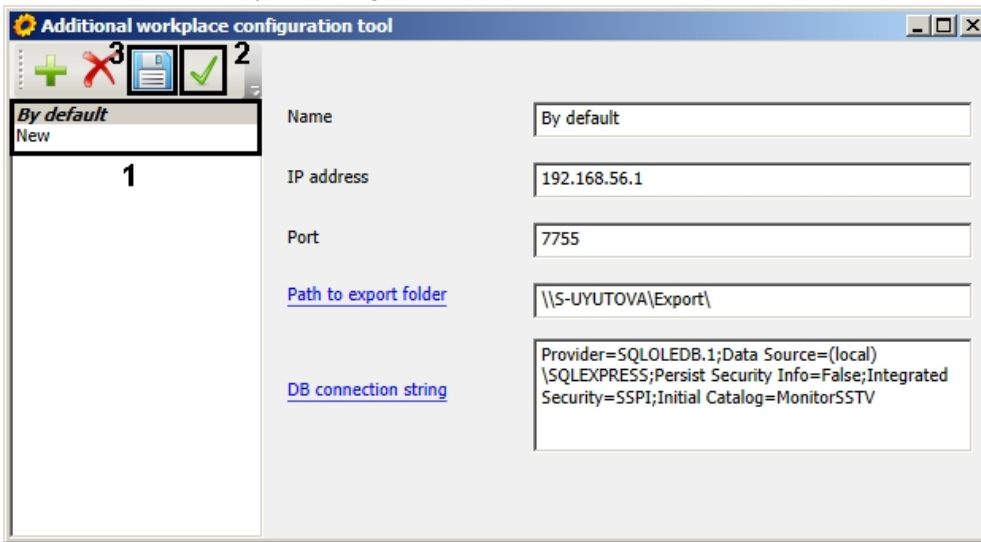 Additional workplace configuration tool
3
2
By default
New
1
Name
By default
IP address
192.168.56.1
Port
7755
Path to export folder
\\S-UYUTOVA\Export\
DB connection string
Provider=SQLOLEDB.1;Data Source=(local)
\SQLEXPRESS;Persist Security Info=False;Integrated
Security=SSPI;Initial Catalog=MonitorSSTV